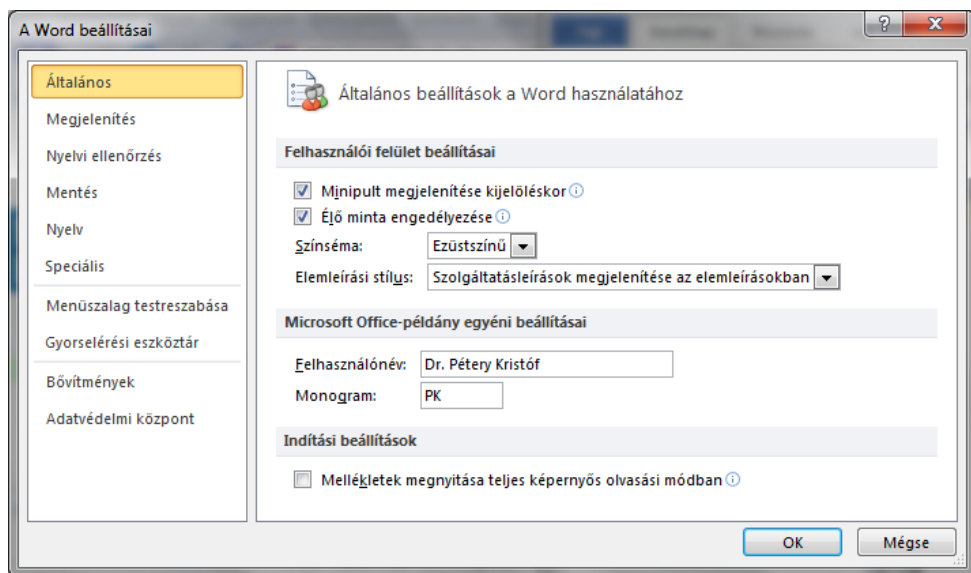 A Word beállításai
Általános
Megjelenítés
Nyelvi ellenőrzés
Mentés
Nyelv
Speciális
Menüszalag testreszabása
Gyorselérési eszköztár
Bővítmények
Adatvédelmi központ
Általános beállítások a Word használatához
Felhasználói felület beállításai
Minipult megjelenítése kijelöléskor
Élő minta engedélyezése
Színséma: Ezüstszínű
Elemleírási stílus: Szolgáltatásleírások megjelenítése az elemleírásokban
Microsoft Office-példány egyéni beállításai
Felhasználónév: Dr. Pétery Kristóf
Monogram: PK
Indítási beállítások
Mellékletek megnyitása teljes képernyős olvasási módban
OK Mégse